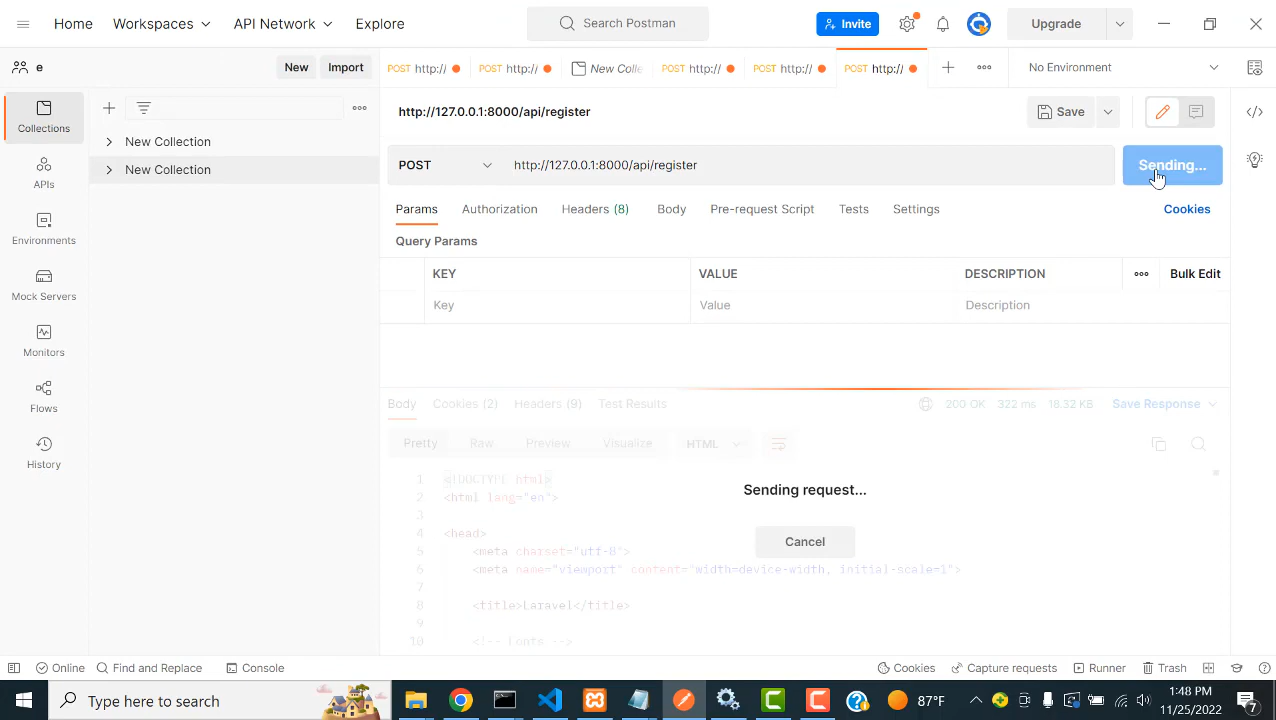 Home Workspaces API Network Explore Search Postman Invite Upgrade
e New Import POST http:/ POST http:/ New Colle POST http:/ POST http:/ POST http:/ No Environment
Collections
APIs
Environments
Mock Servers
Monitors
Flows
History
New Collection
New Collection
http://127.0.0.1:8000/api/register Save
POST http://127.0.0.1:8000/api/register Sending...
Params Authorization Headers (8) Body Pre-request Script Tests Settings Cookies
Query Params
KEY VALUE DESCRIPTION Bulk Edit
Key Value Description
Body Cookies (2) Headers (9) Test Results 200 OK 322 ms 18.32 KB Save Response
Pretty Raw Preview Visualize HTML
1 <!DOCTYPE html>
2 <html lang="en">
3
4 <head>
5 <meta charset="utf-8">
6 <meta name="viewport" content="width=device-width, initial-scale=1">
7
8 <title>Laravel</title>
9
10 <!-- Fonts -->
Sending request...
Cancel
Online Find and Replace Console Cookies Capture requests Runner Trash
Type here to search 87°F 1:48 PM
11/25/2022 7